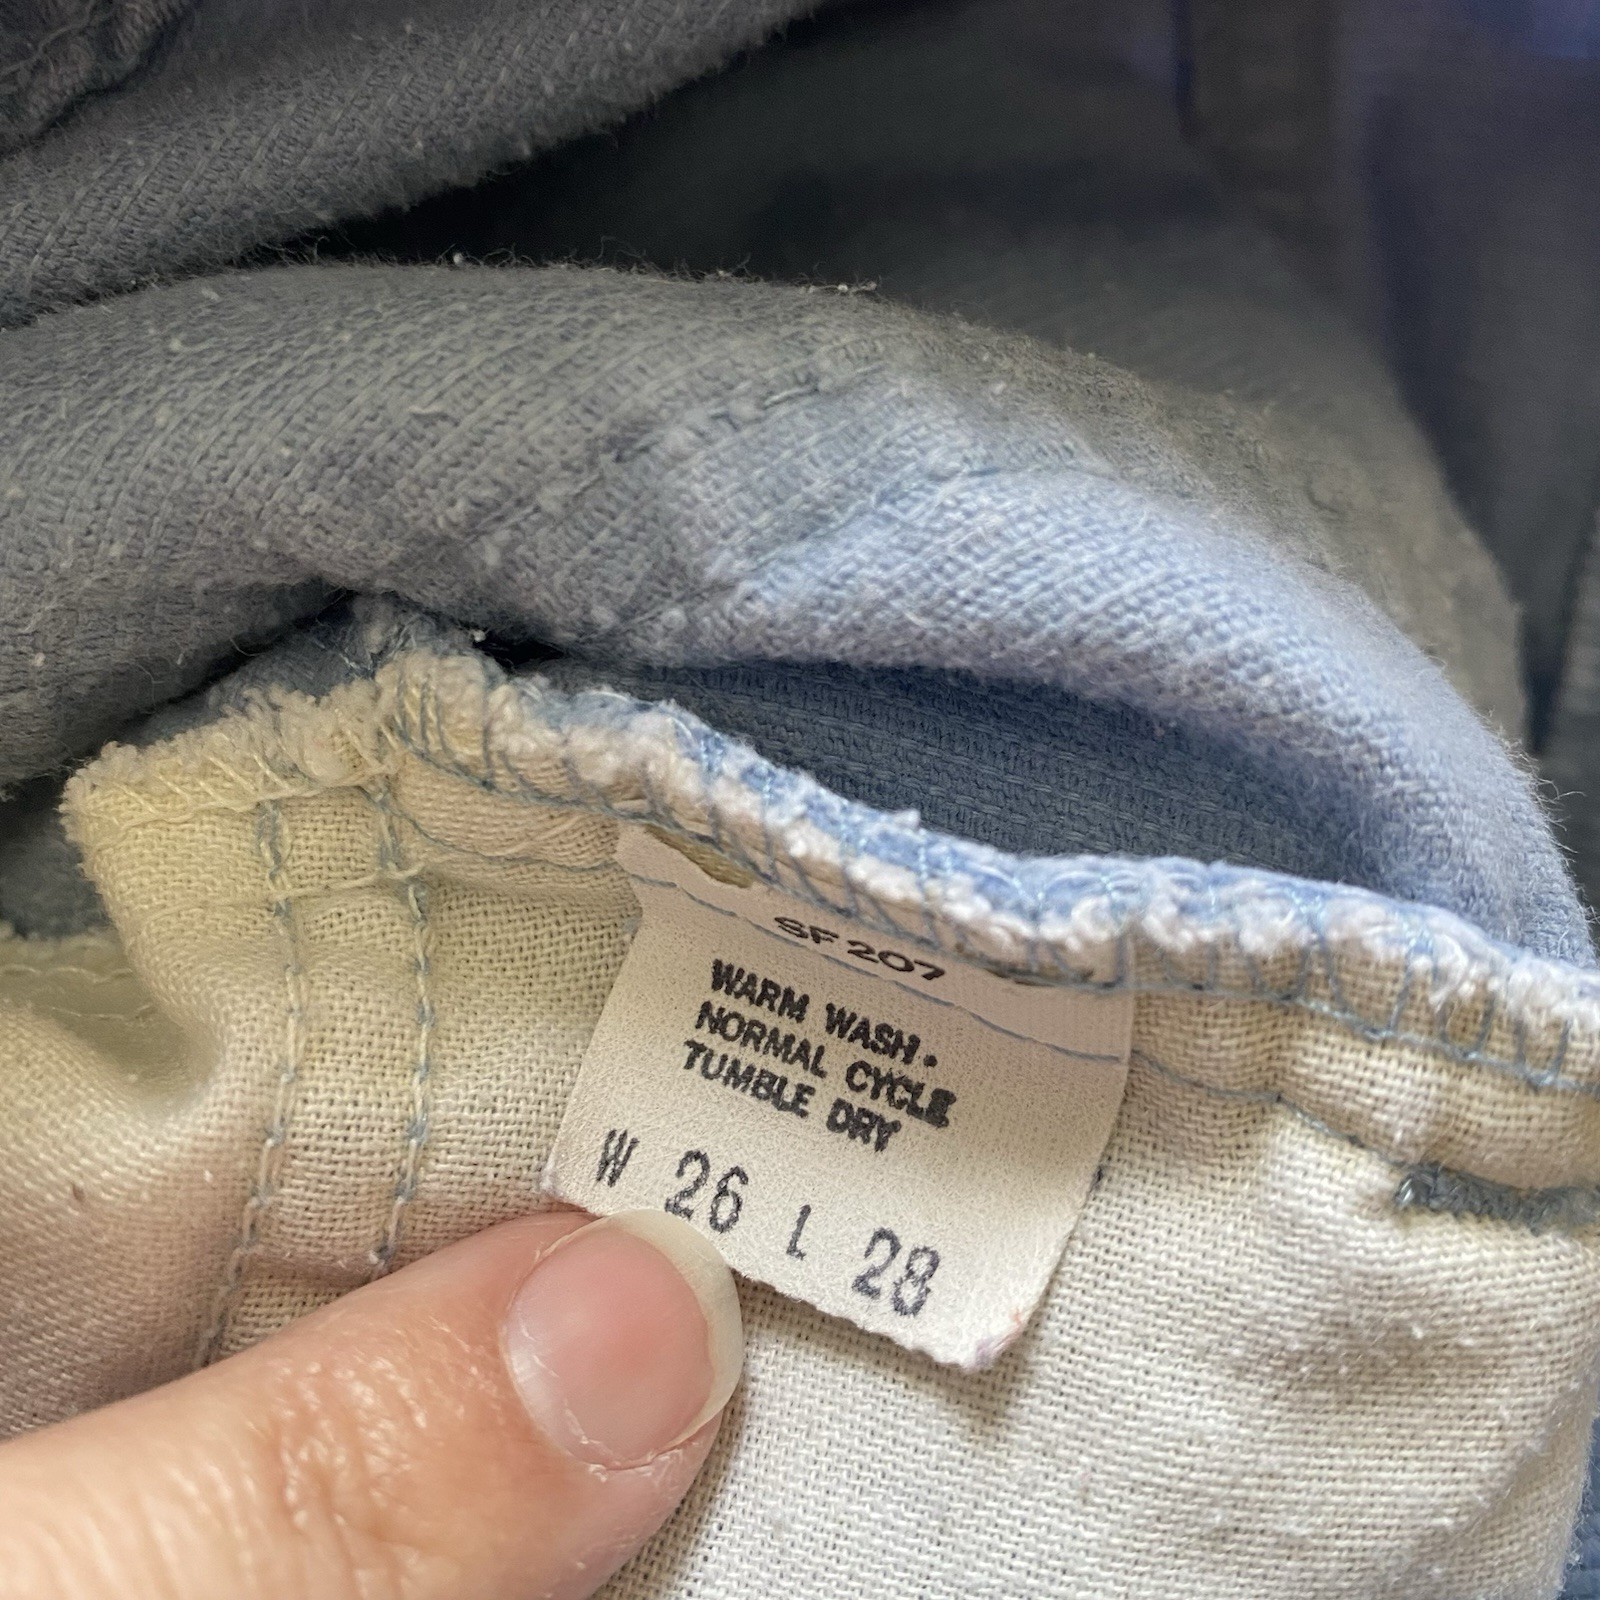 SF 207
WARM WASH.
NORMAL CYCLE
TUMBLE DRY
W 26 L 28